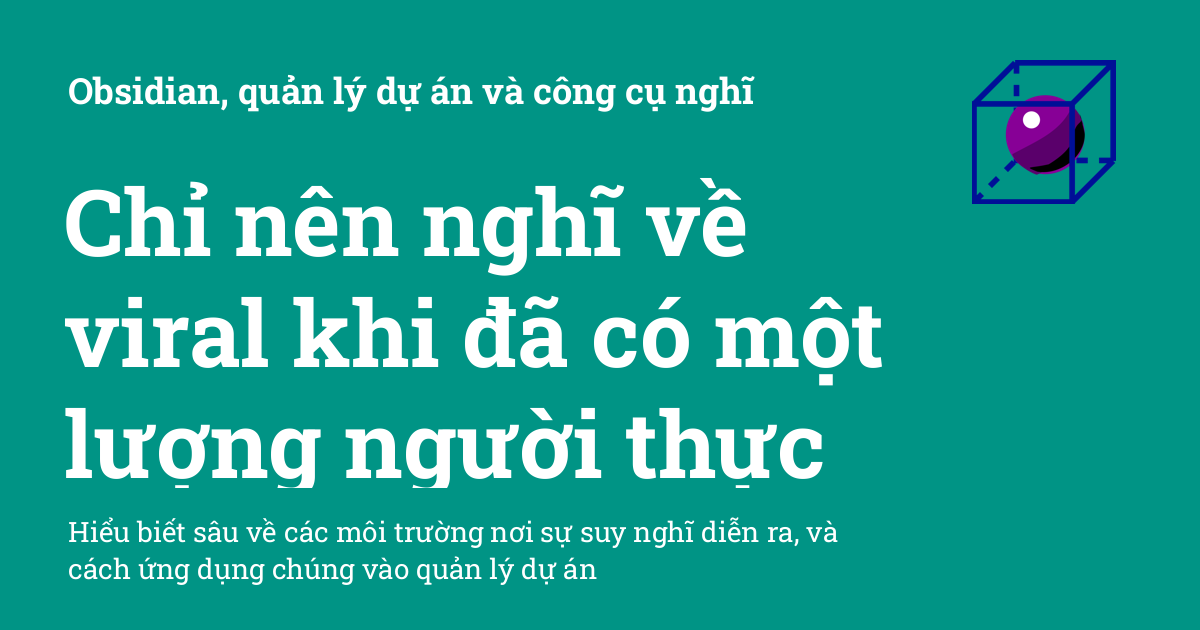 Obsidian, quản lý dự án và công cụ nghĩ
Chỉ nên nghĩ về
viral khi đã có một
lượng người thực
Hiểu biết sâu về các môi trường nơi sự suy nghĩ diễn ra, và
cách ứng dụng chúng vào quản lý dự án